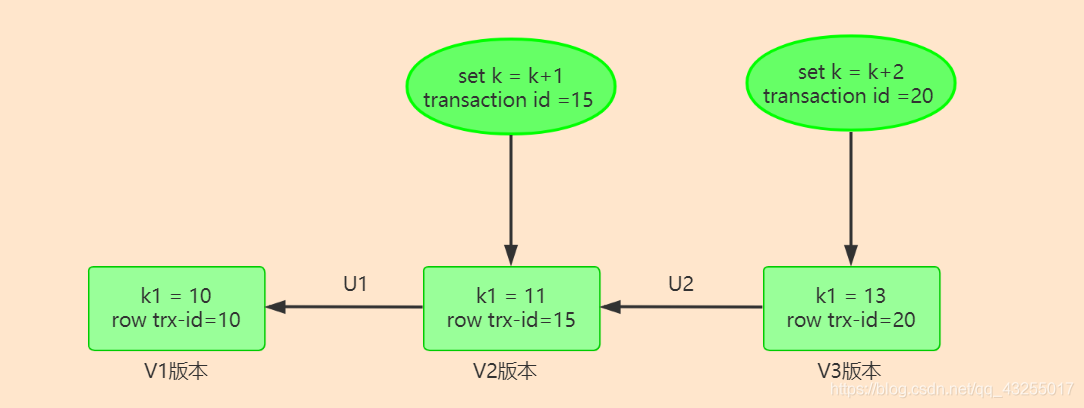 set k = k+1
transaction id =15
set k = k+2
transaction id =20
U1
U2
k1 = 10
row trx-id=10
k1 = 11
row trx-id=15
k1 = 13
row trx-id=20
V1版本
V2版本
V3版本
https://blog.csdn.net/qq_43255017